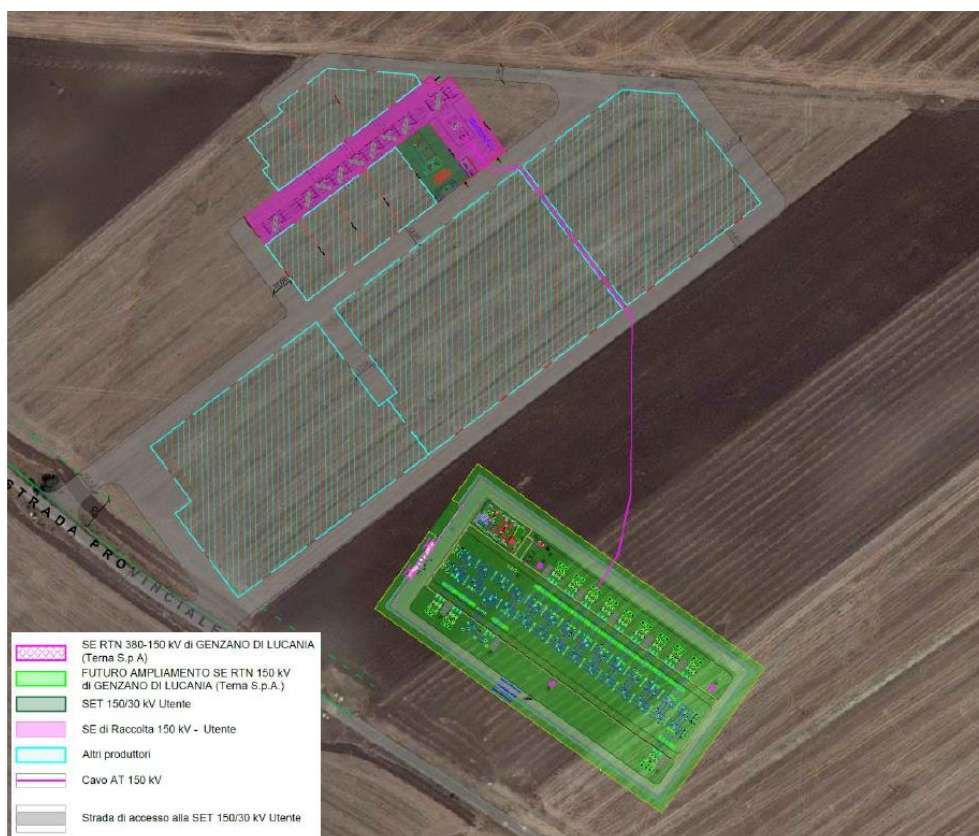 STRADA PROVINCIALE
SE RTN 380-150 kV di GENZANO DI LUCANIA
(Terna S.p.A)
FUTURO AMPLIAMENTO SE RTN 150 kV
di GENZANO DI LUCANIA (Terna S.p.A.)
SET 150/30 kV Utente
SE di Raccolta 150 kV - Utente
Altri produttori
Cavo AT 150 kV
Strada di accesso alla SET 150/30 kV Utente